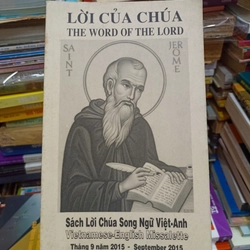 LỜI CỦA CHÚA
THE WORD OF THE LORD
SAINT
JEROME
Sách Lời Chúa Song Ngữ Việt-Anh
Vietnamese-English Missalette
Tháng 9 năm 2015 - September 2015